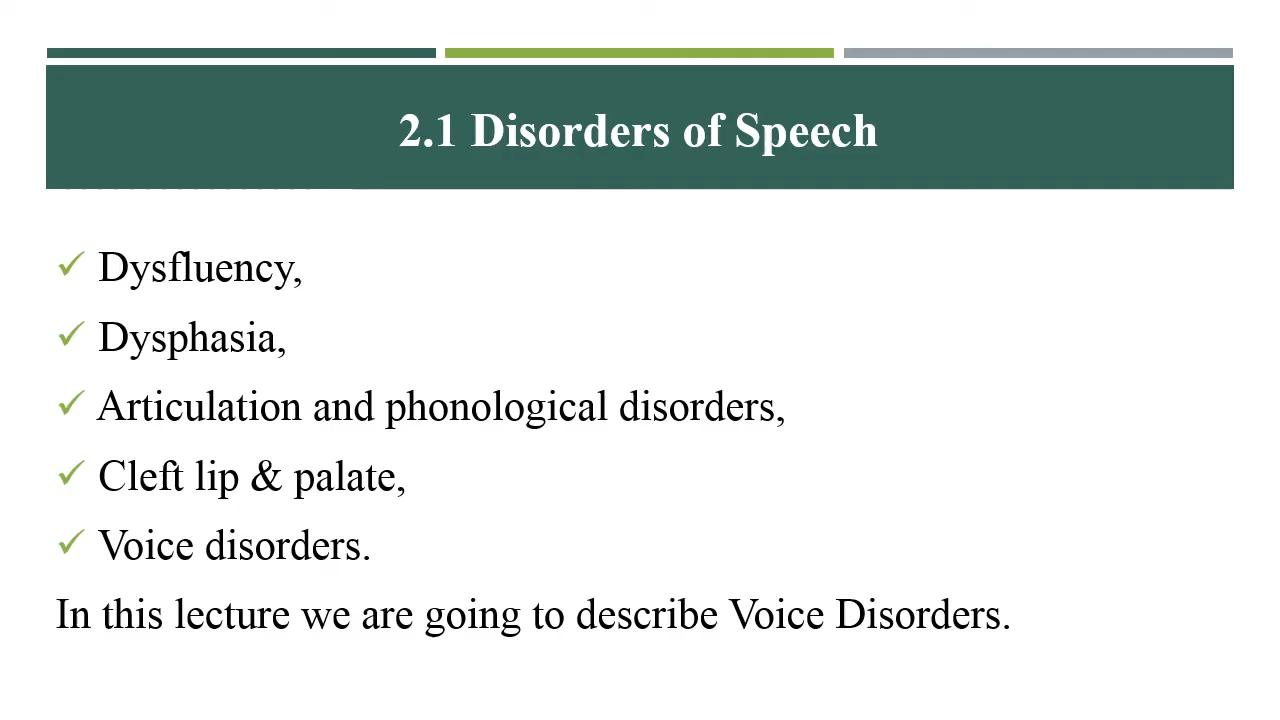 2.1 Disorders of Speech
✓ Dysfluency,
✓ Dysphasia,
✓ Articulation and phonological disorders,
✓ Cleft lip & palate,
✓ Voice disorders.
In this lecture we are going to describe Voice Disorders.